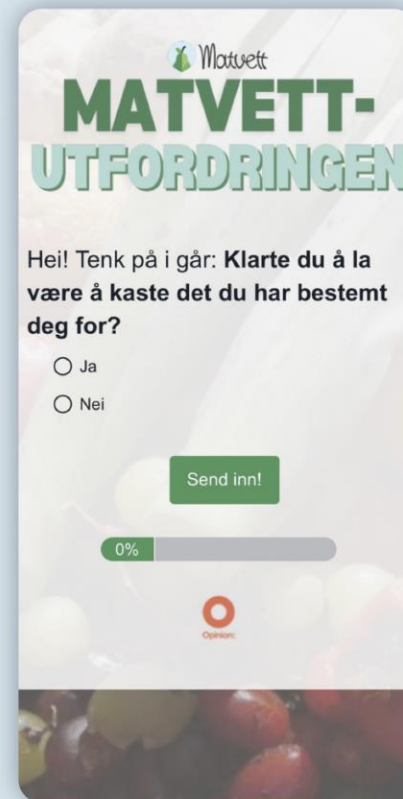 Matvett
MATVETT-
UTFORDRINGEN
Hei! Tenk på i går: Klarte du å la
være å kaste det du har bestemt
deg for?
Ja
Nei
Send inn!
0%
Opinion: